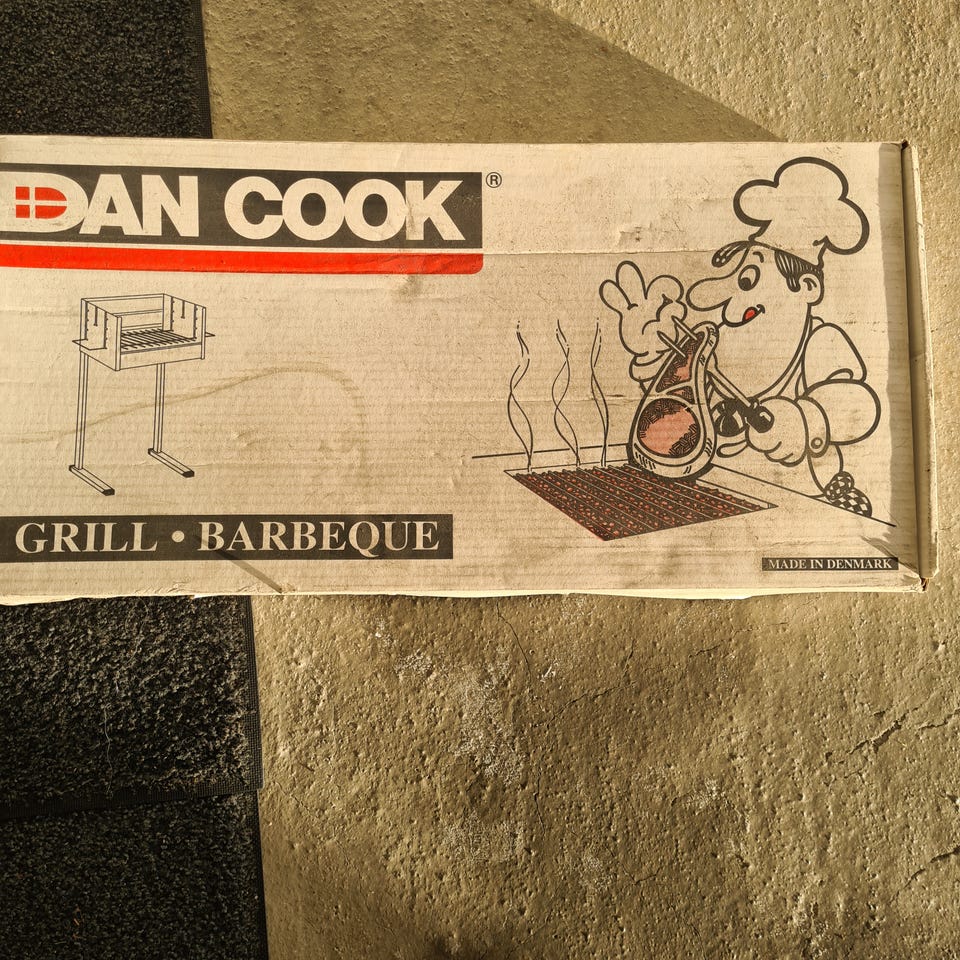 DAN COOK®
GRILL • BARBEQUE
MADE IN DENMARK